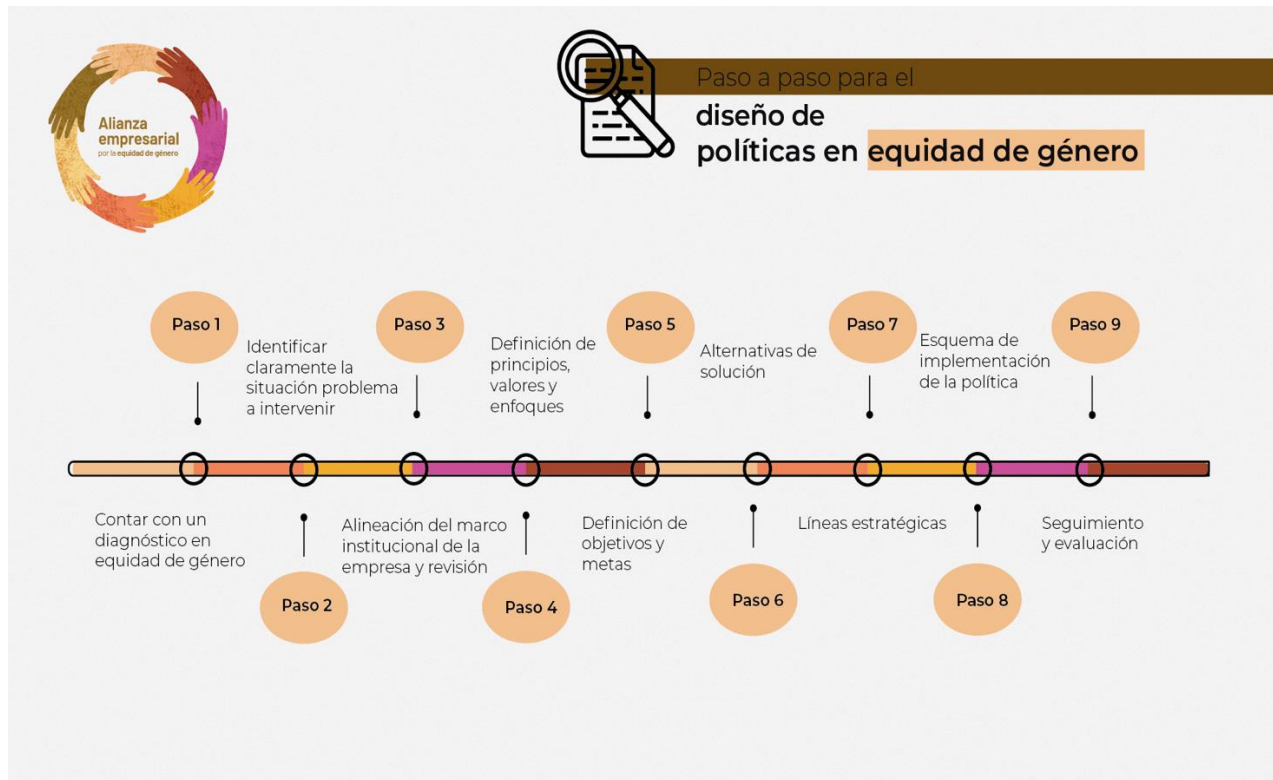 Alianza
empresarial
por la equidad de género
Paso a paso para el
diseño de
políticas en equidad de género
Paso 1
Contar con un
diagnóstico en
equidad de género
Identificar
claramente la
situación problema
a intervenir
Paso 2
Paso 3
Alineación del marco
institucional de la
empresa y revisión
Definición de
principios,
valores y
enfoques
Paso 4
Paso 5
Definición de
objetivos y
metas
Alternativas de
solución
Paso 6
Paso 7
Líneas estratégicas
Esquema de
implementación
de la política
Paso 8
Paso 9
Seguimiento
y evaluación